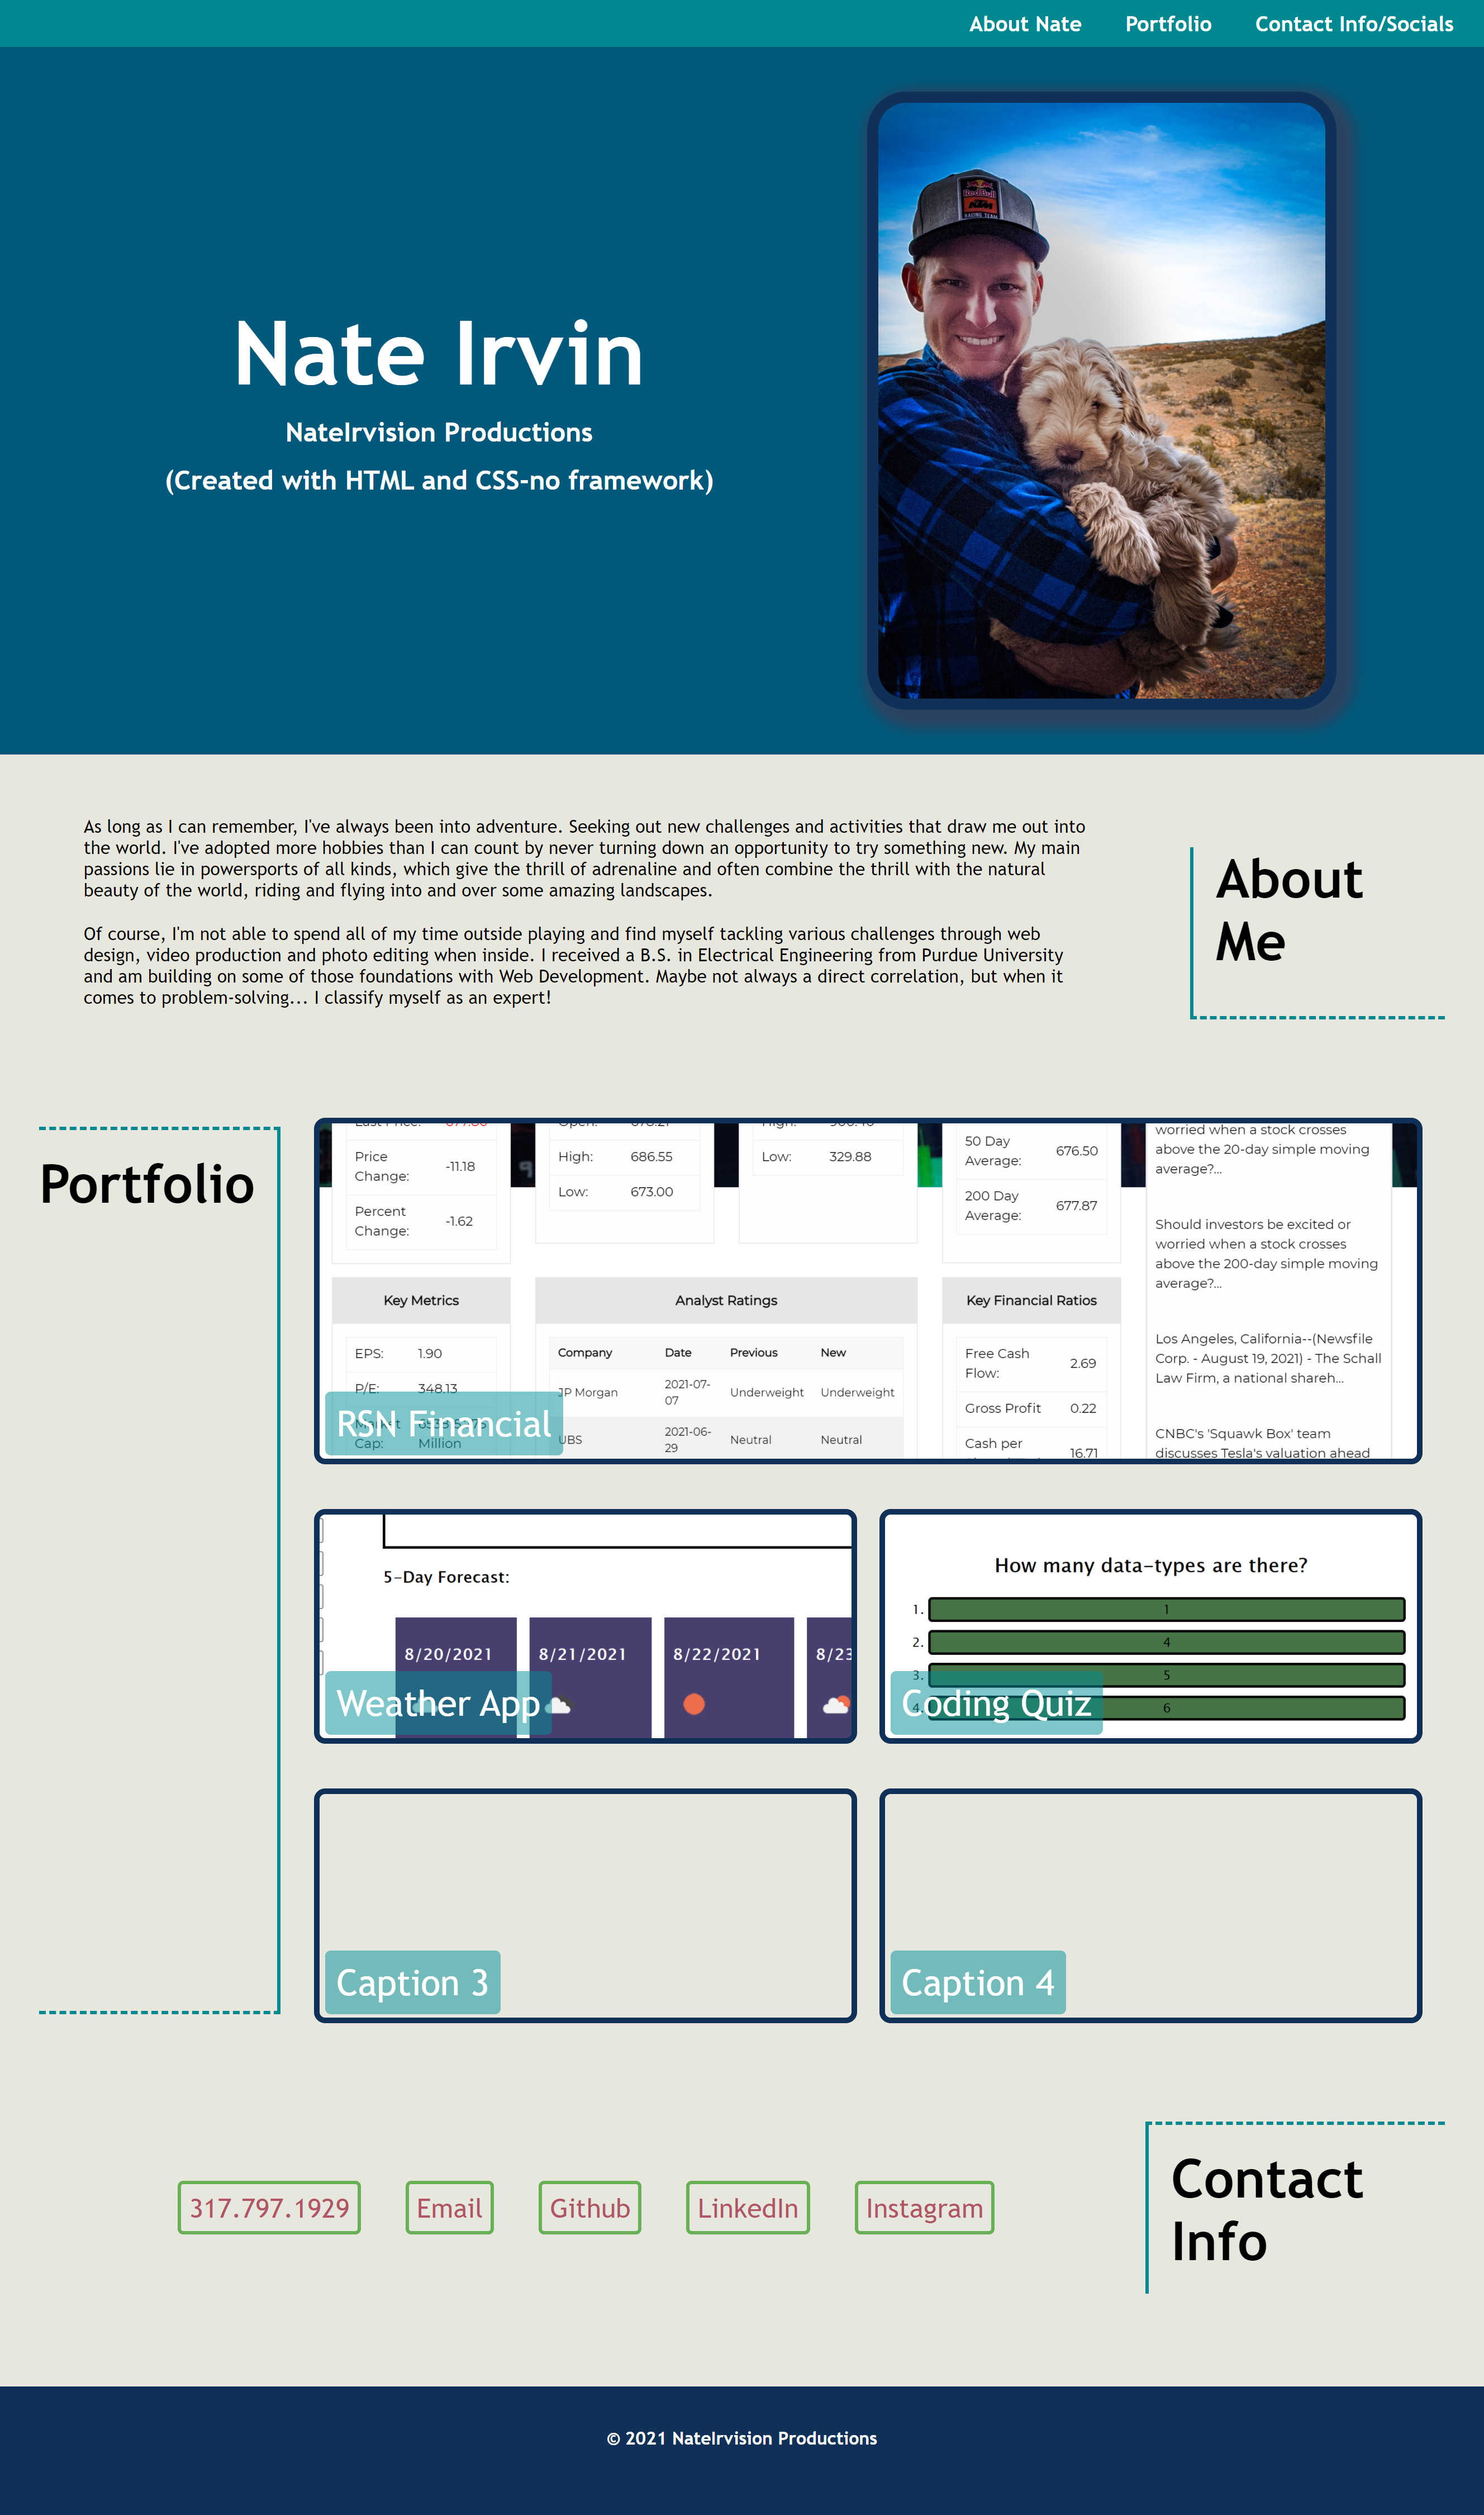 About Nate Portfolio Contact Info/Socials
Red Bull
KTM
RACING TEAM
Nate Irvin
NateIrvision Productions
(Created with HTML and CSS-no framework)
As long as I can remember, I've always been into adventure. Seeking out new challenges and activities that draw me out into
the world. I've adopted more hobbies than I can count by never turning down an opportunity to try something new. My main
passions lie in powersports of all kinds, which give the thrill of adrenaline and often combine the thrill with the natural
beauty of the world, riding and flying into and over some amazing landscapes.
Of course, I'm not able to spend all of my time outside playing and find myself tackling various challenges through web
design, video production and photo editing when inside. I received a B.S. in Electrical Engineering from Purdue University
and am building on some of those foundations with Web Development. Maybe not always a direct correlation, but when it
comes to problem-solving... I classify myself as an expert!
About
Me
Portfolio
Price
Change: -11.18
Percent
Change: -1.62
High: 686.55
Low: 673.00
Low: 329.88
50 Day
Average: 676.50
200 Day
Average: 677.87
worried when a stock crosses
above the 20-day simple moving
average?...
Should investors be excited or
worried when a stock crosses
above the 200-day simple moving
average?...
Los Angeles, California--(Newsfile
Corp. - August 19, 2021) - The Schall
Law Firm, a national shareh...
CNBC's 'Squawk Box' team
discusses Tesla's valuation ahead
Key Metrics
EPS: 1.90
P/E: 348.13
Market
Cap: Million
Analyst Ratings
Company Date Previous New
JP Morgan 2021-07-
07 Underweight Underweight
UBS 2021-06-
29 Neutral Neutral
Key Financial Ratios
Free Cash
Flow: 2.69
Gross Profit 0.22
Cash per
16.71
RSN Financial
5-Day Forecast:
8/20/2021 8/21/2021 8/22/2021 8/23
Weather App
How many data-types are there?
1. 1
2. 4
3. 5
4. 6
Coding Quiz
Caption 3
Caption 4
317.797.1929 Email Github LinkedIn Instagram
Contact
Info
© 2021 NateIrvision Productions